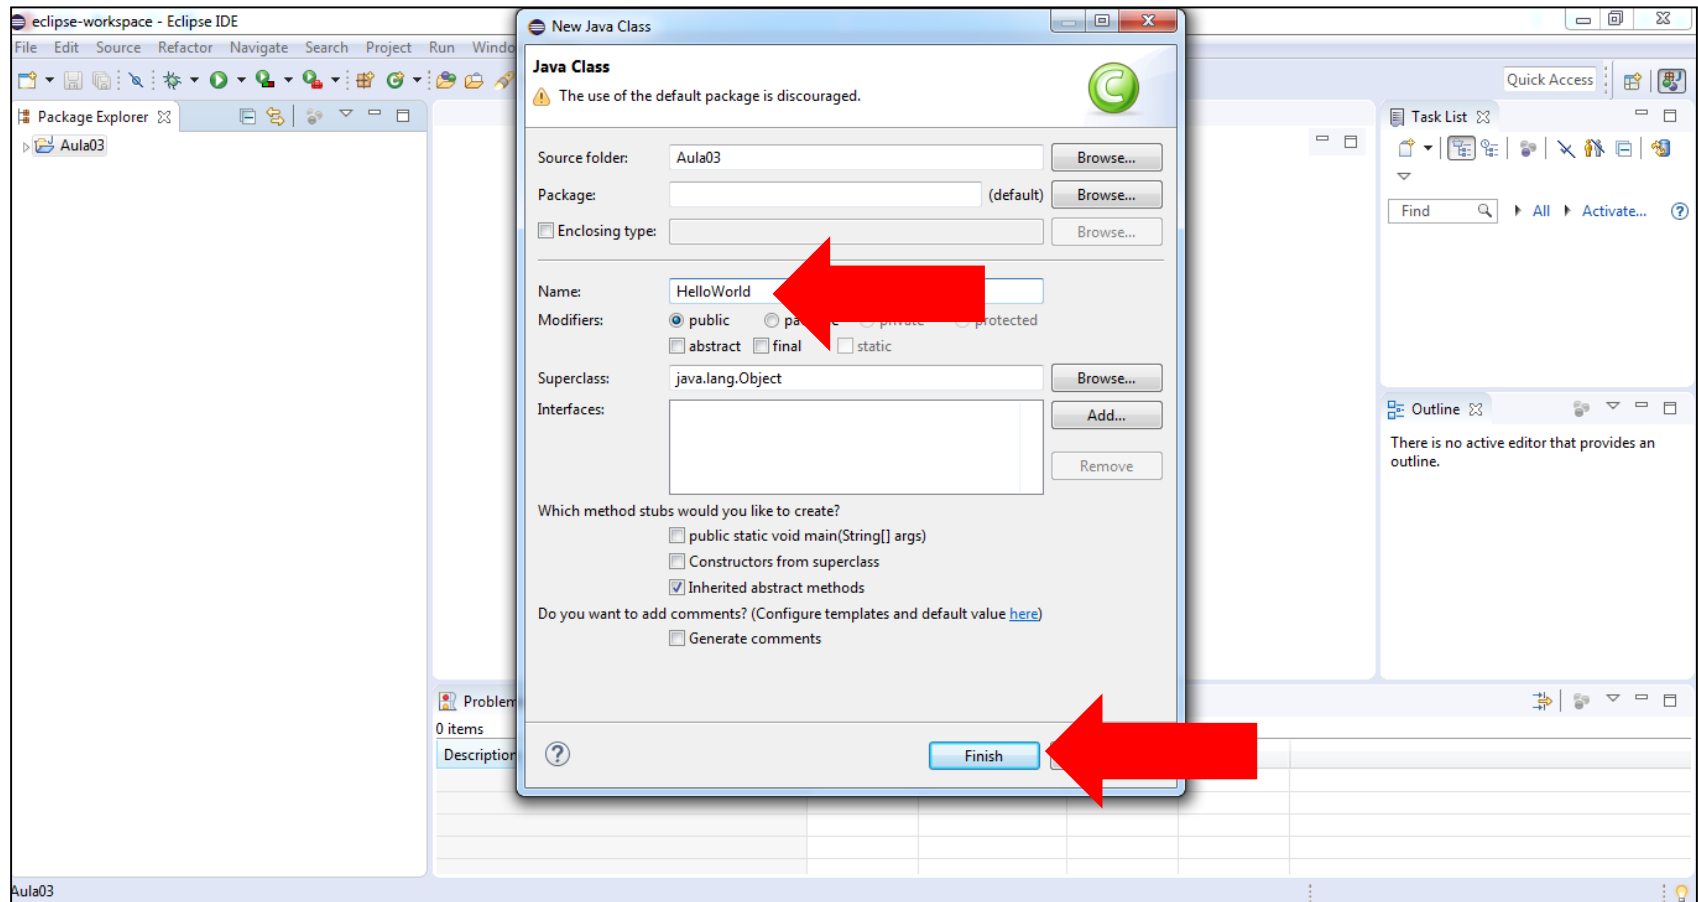 eclipse-workspace - Eclipse IDE
File Edit Source Refactor Navigate Search Project Run
Quick Access
Package Explorer
Aula03
New Java Class
Java Class
The use of the default package is discouraged.
Source folder: Aula03 Browse...
Package: (default) Browse...
Enclosing type: Browse...
Name: HelloWorld
Modifiers: public private protected
abstract final static
Superclass: java.lang.Object Browse...
Interfaces: Add...
Remove
Which method stubs would you like to create?
public static void main(String[] args)
Constructors from superclass
Inherited abstract methods
Do you want to add comments? (Configure templates and default value here)
Generate comments
Finish
Task List
Find All Activate...
Outline
There is no active editor that provides an
outline.
0 items
Description
Aula03